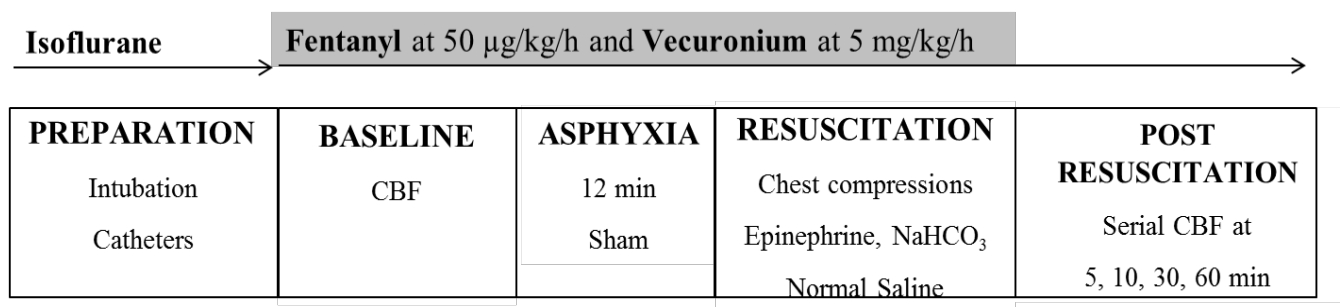 Isoflurane
Fentanyl at 50 µg/kg/h and Vecuronium at 5 mg/kg/h
PREPARATION
Intubation
Catheters
BASELINE
CBF
ASPHYXIA
12 min
Sham
RESUSCITATION
Chest compressions
Epinephrine, NaHCO₃
Normal Saline
POST
RESUSCITATION
Serial CBF at
5, 10, 30, 60 min